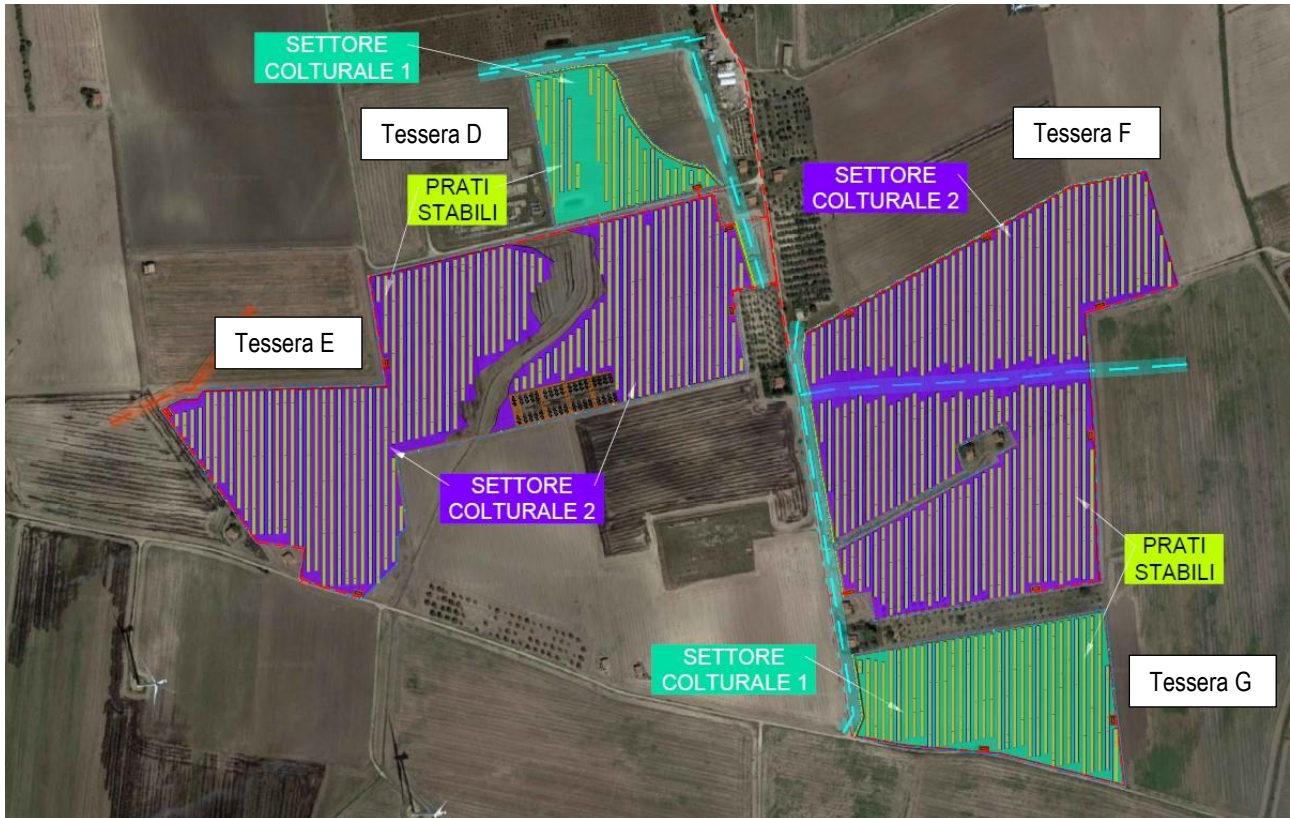 SETTORE
COLTURALE 1
Tessera D
Tessera F
PRATI
STABILI
SETTORE
COLTURALE 2
Tessera E
SETTORE
COLTURALE 2
PRATI
STABILI
SETTORE
COLTURALE 1
Tessera G